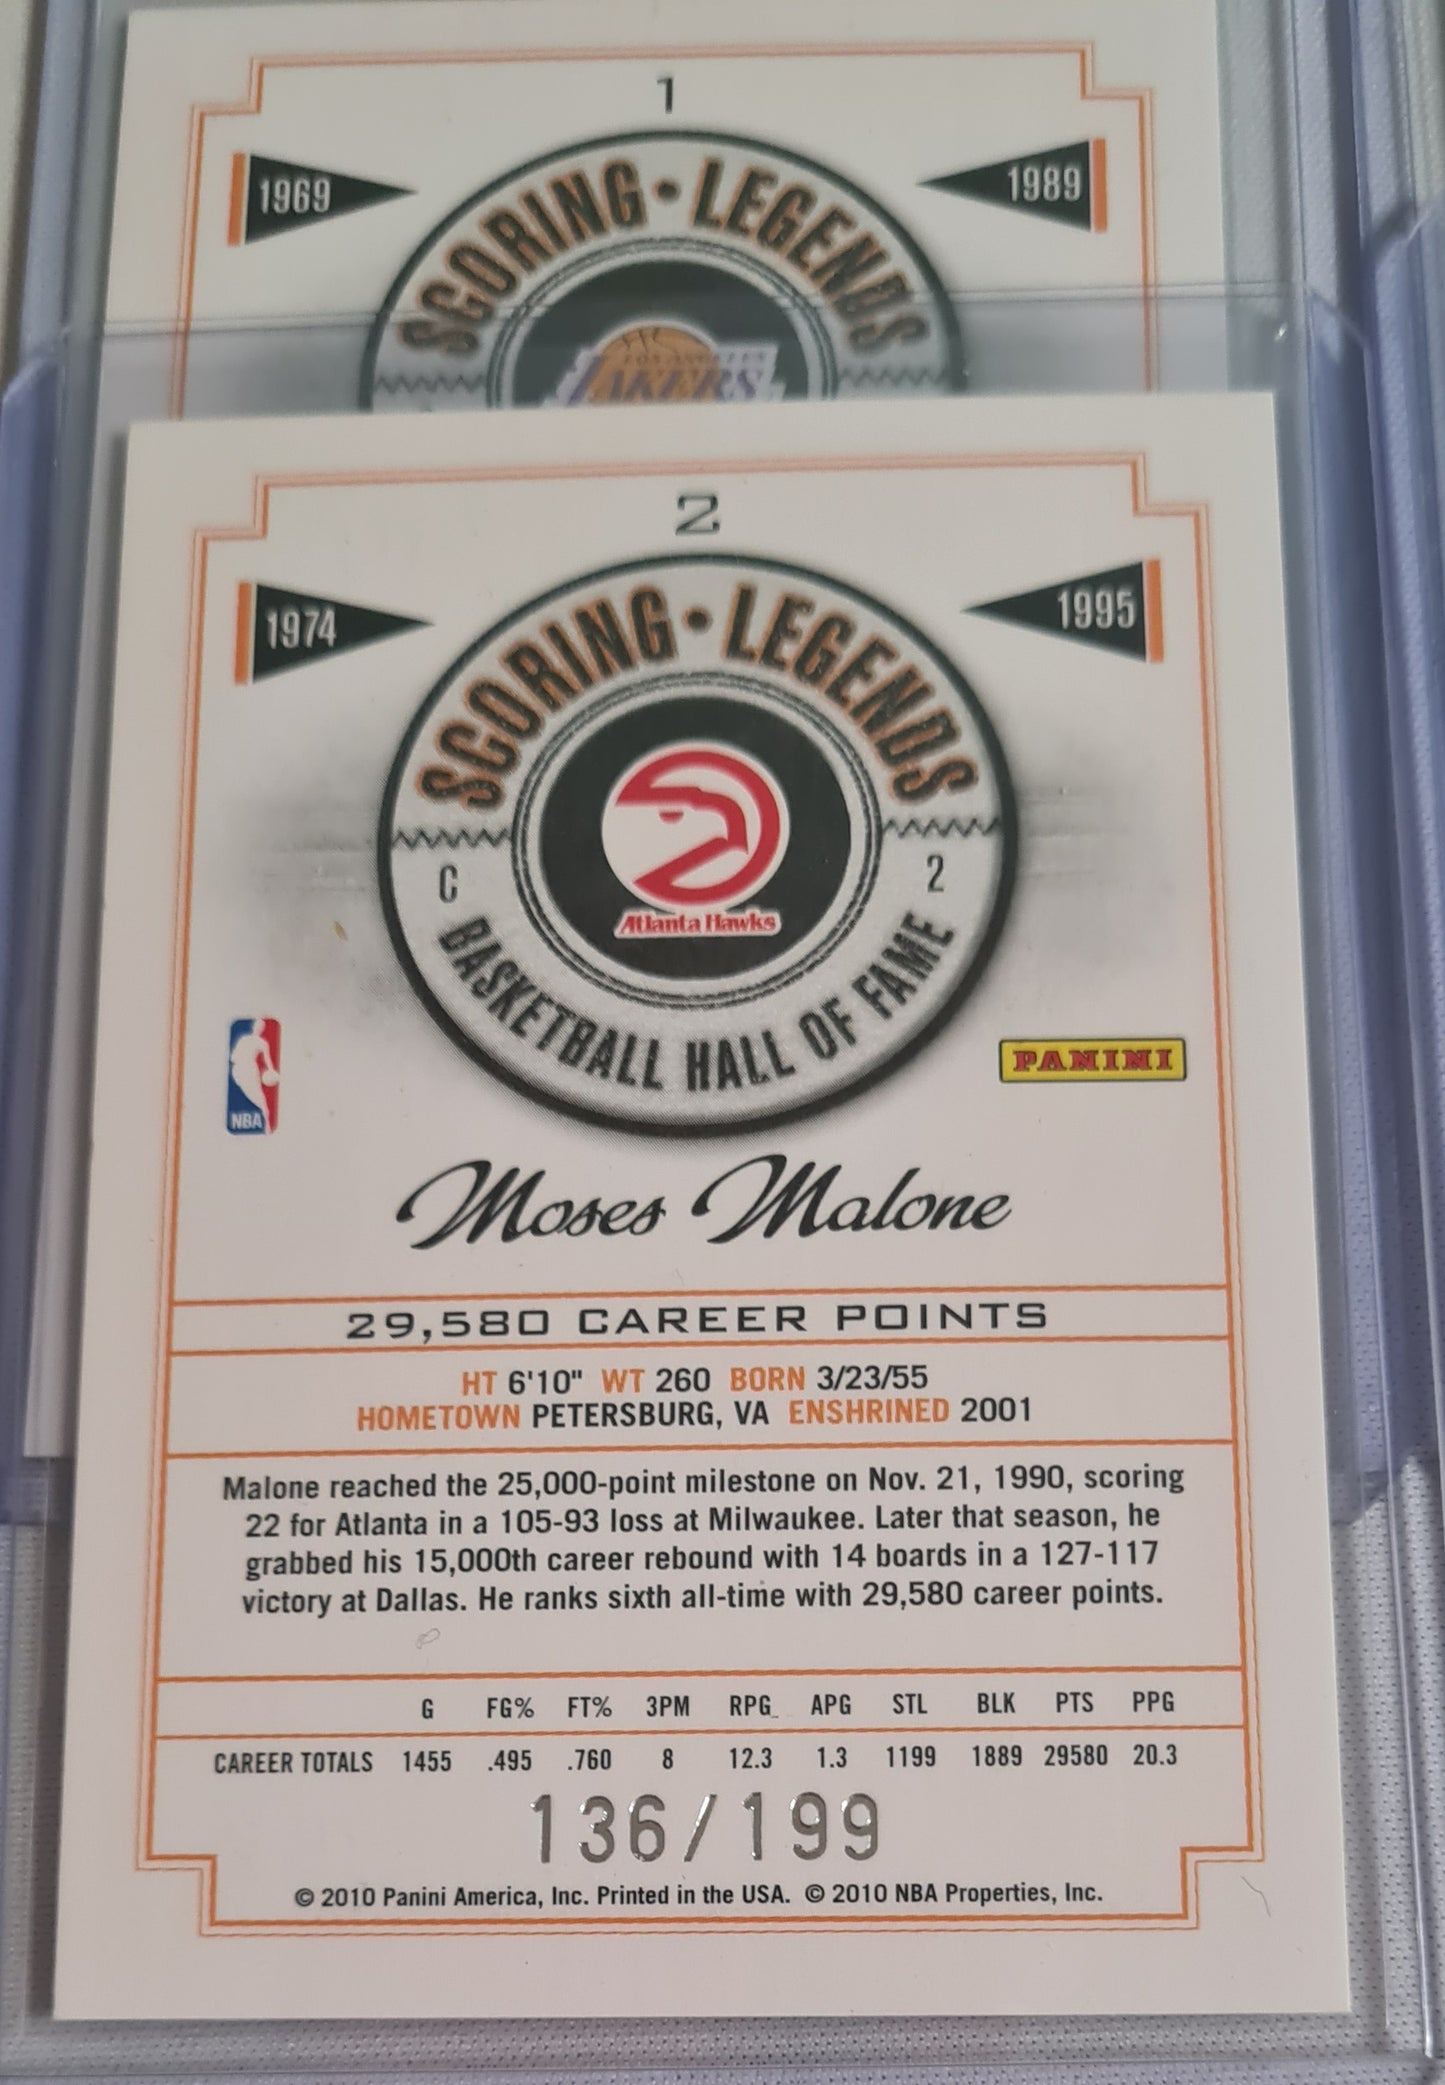 1
1969
1989
SCORING • LEGENDS
LOS ANGELES
LAKERS
2
1974
1995
SCORING • LEGENDS
C
2
Atlanta Hawks
BASKETBALL HALL OF FAME
NBA
PANINI
Moses Malone
29,580 CAREER POINTS
HT 6'10" WT 260 BORN 3/23/55
HOMETOWN PETERSBURG, VA ENSHRINED 2001
Malone reached the 25,000-point milestone on Nov. 21, 1990, scoring
22 for Atlanta in a 105-93 loss at Milwaukee. Later that season, he
grabbed his 15,000th career rebound with 14 boards in a 127-117
victory at Dallas. He ranks sixth all-time with 29,580 career points.
G FG% FT% 3PM RPG APG STL BLK PTS PPG
CAREER TOTALS 1455 .495 .760 8 12.3 1.3 1199 1889 29580 20.3
136/199
© 2010 Panini America, Inc. Printed in the USA. © 2010 NBA Properties, Inc.